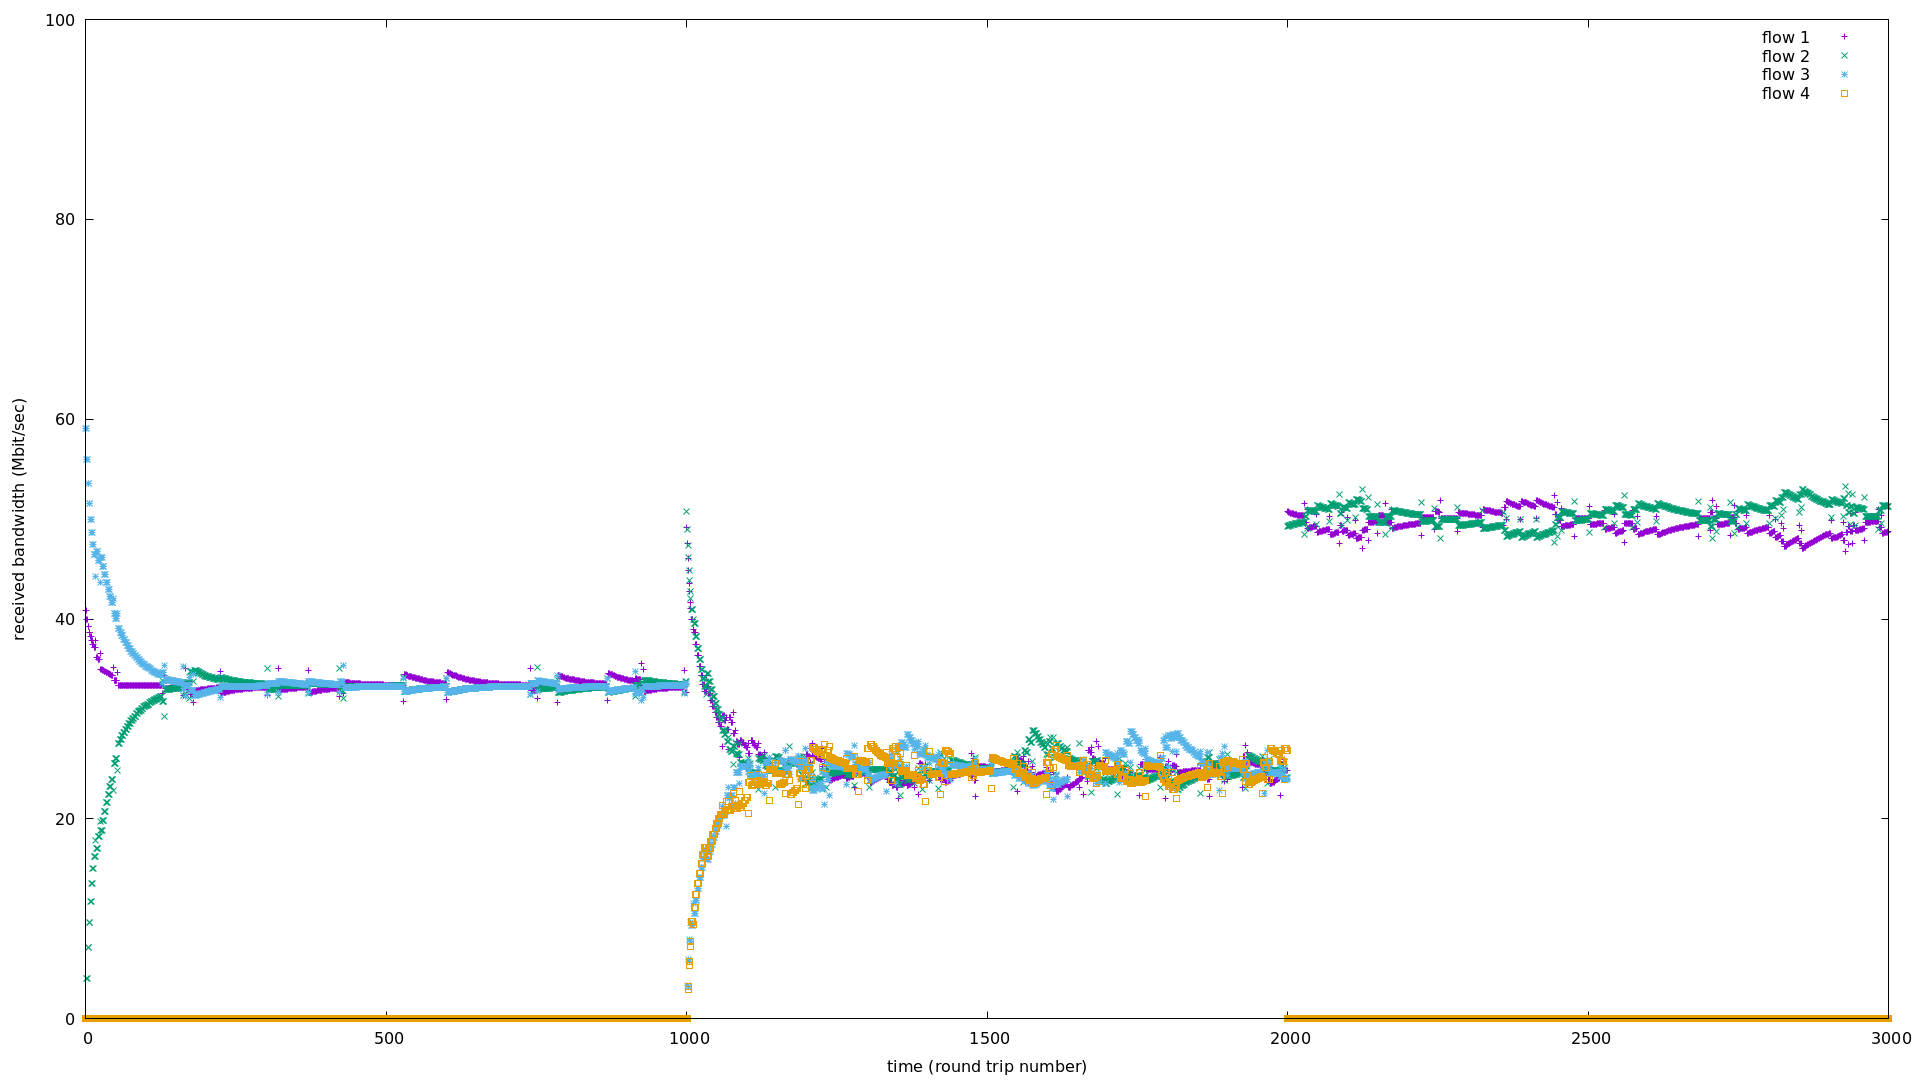 100
80
60
40
20
0
received bandwidth (Mbit/sec)
flow 1
flow 2
flow 3
flow 4
0 500 1000 1500 2000 2500 3000
time (round trip number)